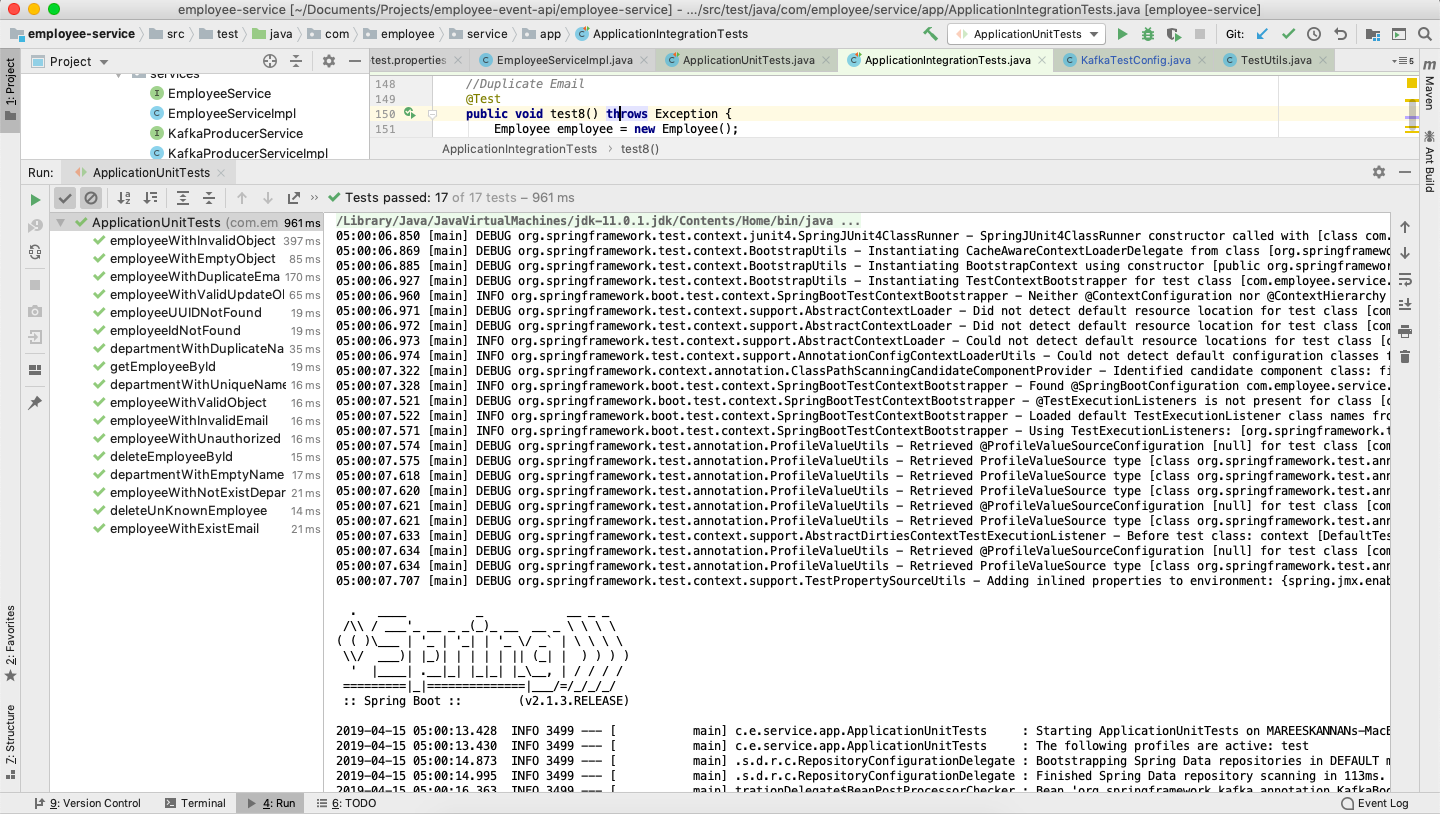 employee-service [~/Documents/Projects/employee-event-api/employee-service] - .../src/test/java/com/employee/service/app/ApplicationIntegrationTests.java [employee-service]
employee-service src test java com employee service app ApplicationIntegrationTests
ApplicationUnitTests Git:
Project
test.properties EmployeeServiceImpl.java ApplicationUnitTests.java ApplicationIntegrationTests.java KafkaTestConfig.java TestUtils.java 5
services
EmployeeService
EmployeeServiceImpl
KafkaProducerService
KafkaProducerServiceImpl
148 //Duplicate Email
149 @Test
150 public void test8() throws Exception {
151 Employee employee = new Employee();
ApplicationIntegrationTests › test8()
1: Project
2: Favorites
Z: Structure
Maven
Ant Build
Run: ApplicationUnitTests
Tests passed: 17 of 17 tests – 961 ms
ApplicationUnitTests (com.em 961 ms
employeeWithInvalidObject 397 ms
employeeWithEmptyObject 85 ms
employeeWithDuplicateEma 170 ms
employeeWithValidUpdateOl 65 ms
employeeUUIDNotFound 19 ms
employeeIdNotFound 19 ms
departmentWithDuplicateNa 35 ms
getEmployeeById 19 ms
departmentWithUniqueName 16 ms
employeeWithValidObject 16 ms
employeeWithInvalidEmail 16 ms
employeeWithUnauthorized 16 ms
deleteEmployeeById 15 ms
departmentWithEmptyName 17 ms
employeeWithNotExistDepar 21 ms
deleteUnKnownEmployee 14 ms
employeeWithExistEmail 21 ms
/Library/Java/JavaVirtualMachines/jdk-11.0.1.jdk/Contents/Home/bin/java ...
05:00:06.850 [main] DEBUG org.springframework.test.context.junit4.SpringJUnit4ClassRunner - SpringJUnit4ClassRunner constructor called with [class com.
05:00:06.869 [main] DEBUG org.springframework.test.context.BootstrapUtils - Instantiating CacheAwareContextLoaderDelegate from class [org.springframewo
05:00:06.885 [main] DEBUG org.springframework.test.context.BootstrapUtils - Instantiating BootstrapContext using constructor [public org.springframewor
05:00:06.927 [main] DEBUG org.springframework.test.context.BootstrapUtils - Instantiating TestContextBootstrapper for test class [com.employee.service.
05:00:06.960 [main] INFO org.springframework.boot.test.context.SpringBootTestContextBootstrapper - Neither @ContextConfiguration nor @ContextHierarchy
05:00:06.971 [main] DEBUG org.springframework.test.context.support.AbstractContextLoader - Did not detect default resource location for test class [com
05:00:06.972 [main] DEBUG org.springframework.test.context.support.AbstractContextLoader - Did not detect default resource location for test class [com
05:00:06.973 [main] INFO org.springframework.test.context.support.AbstractContextLoader - Could not detect default resource locations for test class [c
05:00:06.974 [main] INFO org.springframework.test.context.support.AnnotationConfigContextLoaderUtils - Could not detect default configuration classes f
05:00:07.322 [main] DEBUG org.springframework.context.annotation.ClassPathScanningCandidateComponentProvider - Identified candidate component class: fi
05:00:07.328 [main] INFO org.springframework.boot.test.context.SpringBootTestContextBootstrapper - Found @SpringBootConfiguration com.employee.service.
05:00:07.521 [main] DEBUG org.springframework.boot.test.context.SpringBootTestContextBootstrapper - @TestExecutionListeners is not present for class [c
05:00:07.522 [main] INFO org.springframework.boot.test.context.SpringBootTestContextBootstrapper - Loaded default TestExecutionListener class names fro
05:00:07.571 [main] INFO org.springframework.boot.test.context.SpringBootTestContextBootstrapper - Using TestExecutionListeners: [org.springframework.t
05:00:07.574 [main] DEBUG org.springframework.test.annotation.ProfileValueUtils - Retrieved @ProfileValueSourceConfiguration [null] for test class [com
05:00:07.575 [main] DEBUG org.springframework.test.annotation.ProfileValueUtils - Retrieved ProfileValueSource type [class org.springframework.test.ann
05:00:07.618 [main] DEBUG org.springframework.test.annotation.ProfileValueUtils - Retrieved @ProfileValueSourceConfiguration [null] for test class [com
05:00:07.620 [main] DEBUG org.springframework.test.annotation.ProfileValueUtils - Retrieved ProfileValueSource type [class org.springframework.test.ann
05:00:07.621 [main] DEBUG org.springframework.test.annotation.ProfileValueUtils - Retrieved @ProfileValueSourceConfiguration [null] for test class [com
05:00:07.621 [main] DEBUG org.springframework.test.annotation.ProfileValueUtils - Retrieved ProfileValueSource type [class org.springframework.test.ann
05:00:07.633 [main] DEBUG org.springframework.test.context.support.AbstractDirtiesContextTestExecutionListener - Before test class: context [DefaultTes
05:00:07.634 [main] DEBUG org.springframework.test.annotation.ProfileValueUtils - Retrieved @ProfileValueSourceConfiguration [null] for test class [com
05:00:07.634 [main] DEBUG org.springframework.test.annotation.ProfileValueUtils - Retrieved ProfileValueSource type [class org.springframework.test.ann
05:00:07.707 [main] DEBUG org.springframework.test.context.support.TestPropertySourceUtils - Adding inlined properties to environment: {spring.jmx.enab
:: Spring Boot :: (v2.1.3.RELEASE)
2019-04-15 05:00:13.428 INFO 3499 --- [ main] c.e.service.app.ApplicationUnitTests : Starting ApplicationUnitTests on MAREESKANNANs-MacB
2019-04-15 05:00:13.430 INFO 3499 --- [ main] c.e.service.app.ApplicationUnitTests : The following profiles are active: test
2019-04-15 05:00:14.873 INFO 3499 --- [ main] .s.d.r.c.RepositoryConfigurationDelegate : Bootstrapping Spring Data repositories in DEFAULT m
2019-04-15 05:00:14.995 INFO 3499 --- [ main] .s.d.r.c.RepositoryConfigurationDelegate : Finished Spring Data repository scanning in 113ms.
2019-04-15 05:00:16.363 INFO 3499 --- [ main] trationDelegate$BeanPostProcessorChecker : Bean 'org.springframework.kafka.annotation.KafkaBoo
9: Version Control Terminal 4: Run 6: TODO Event Log